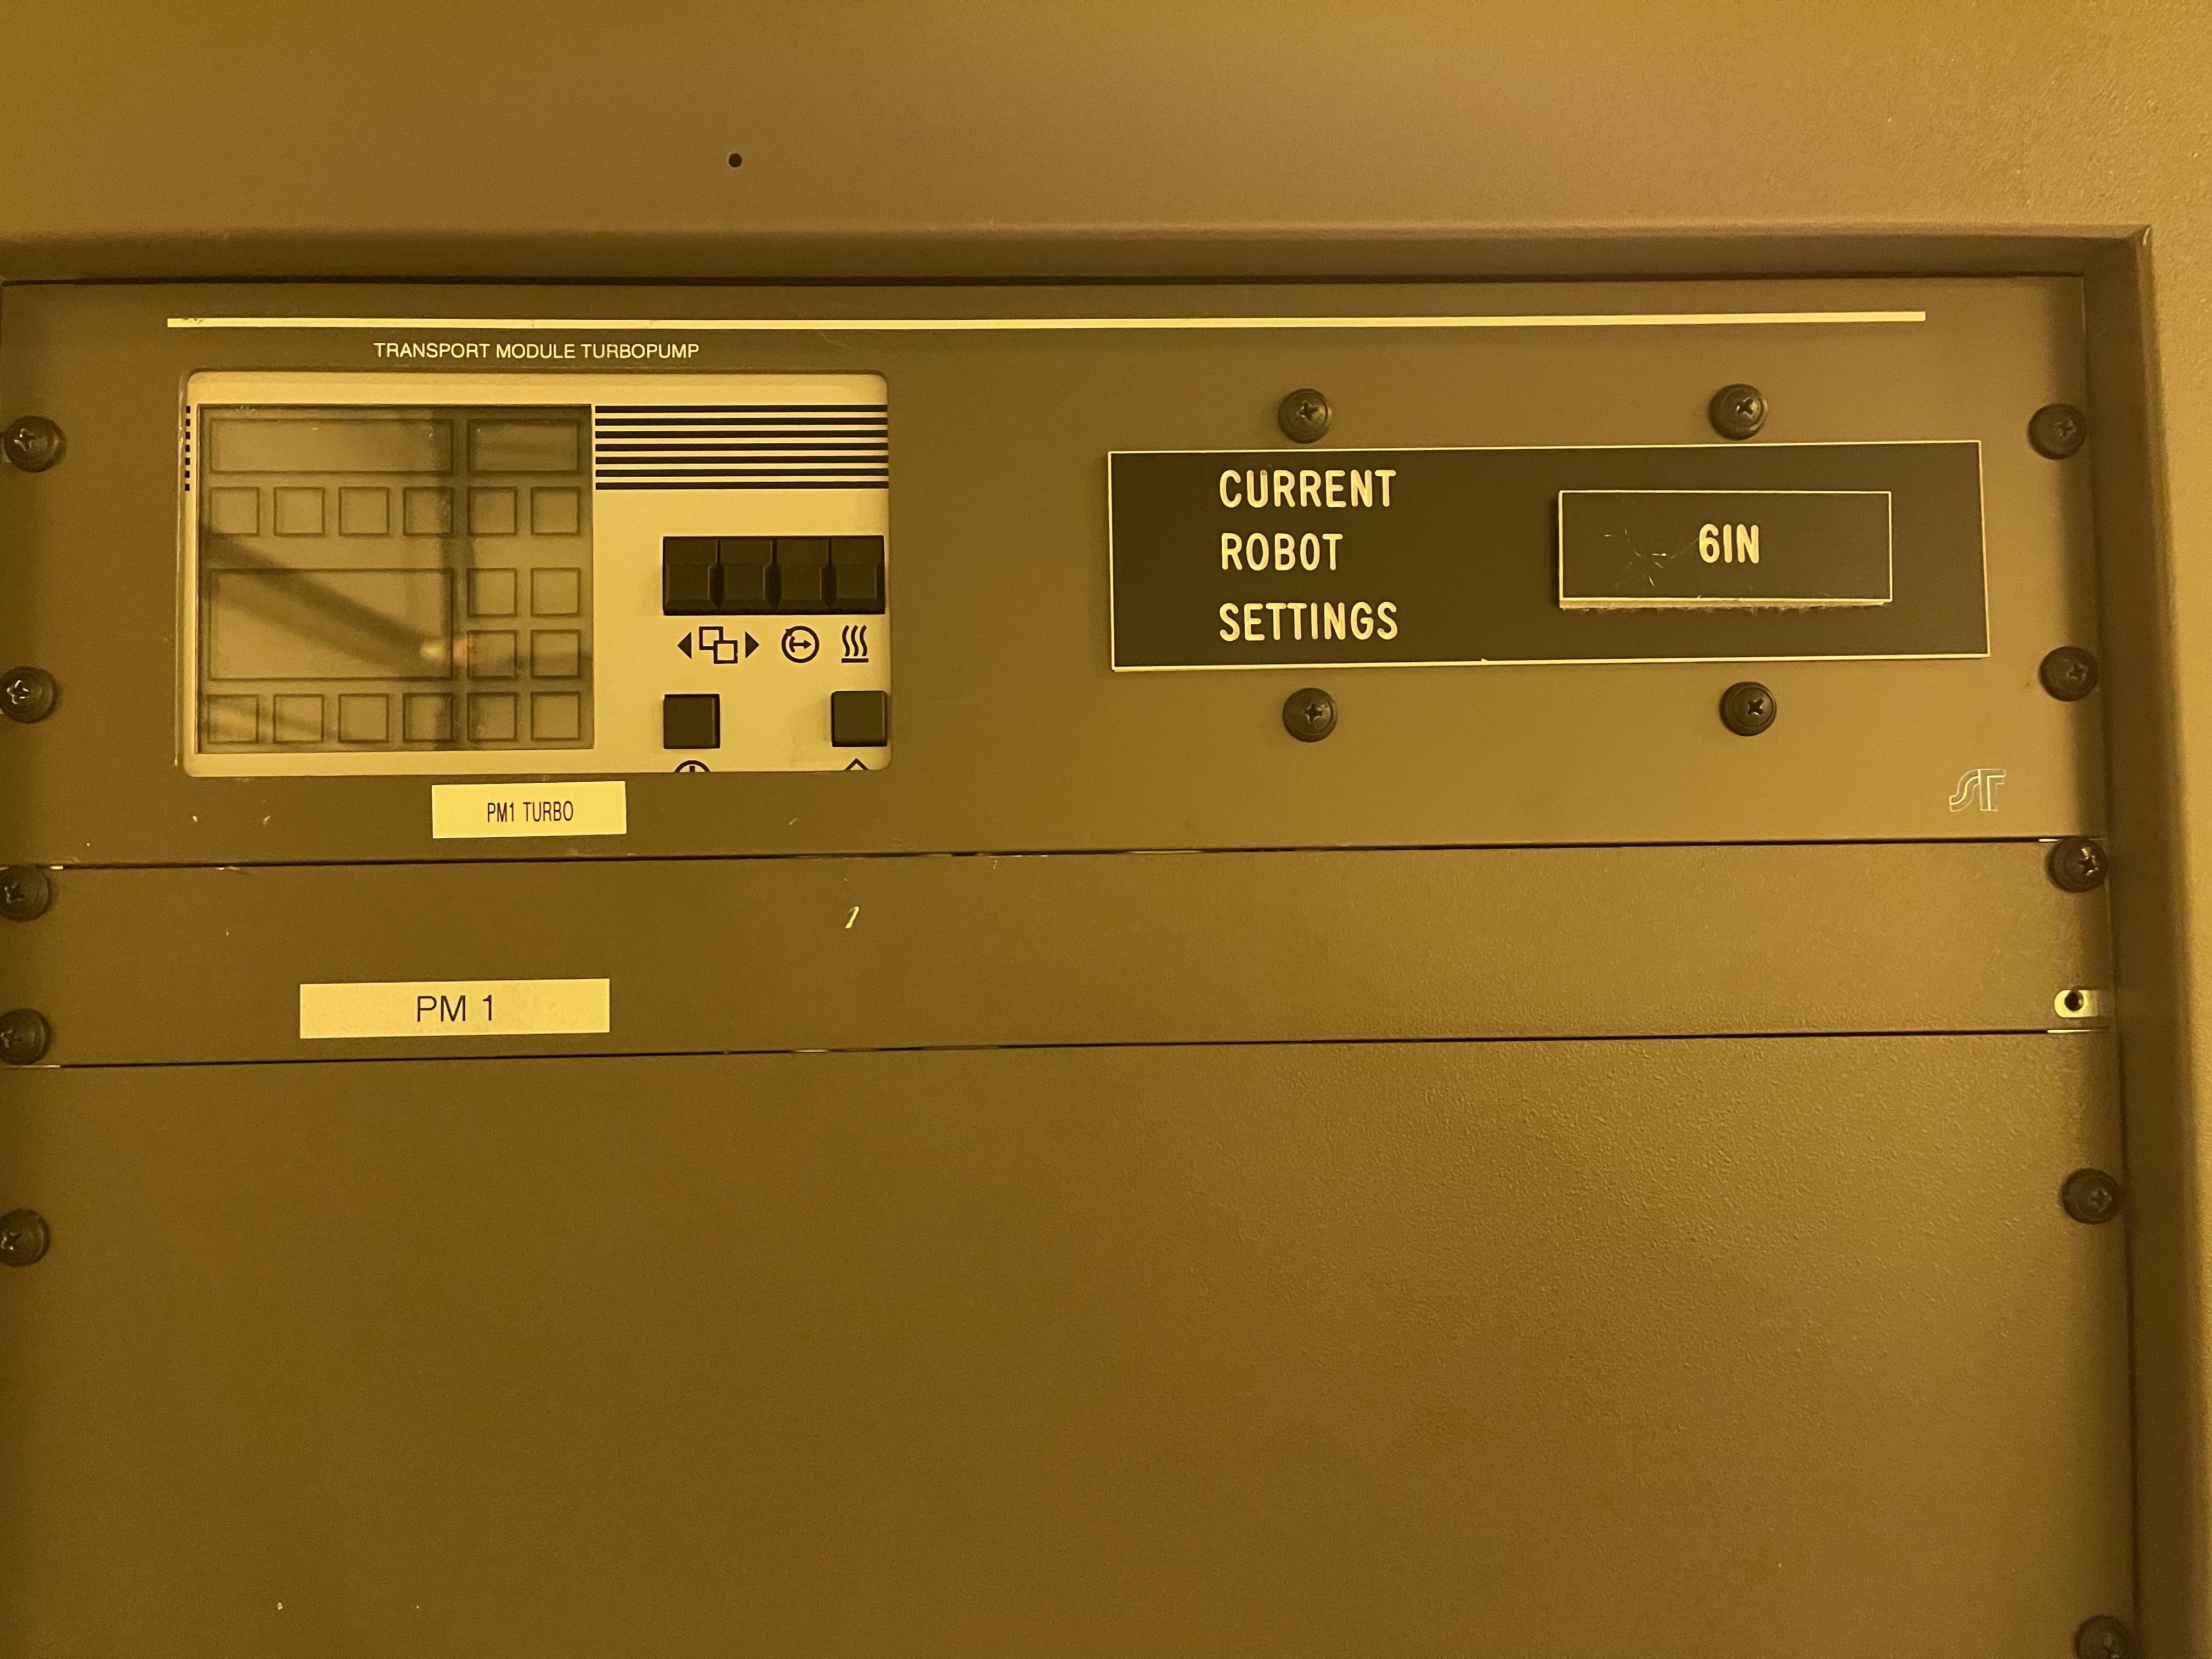 TRANSPORT MODULE TURBOPUMP
CURRENT
ROBOT
SETTINGS
6IN
PM1 TURBO
PM 1